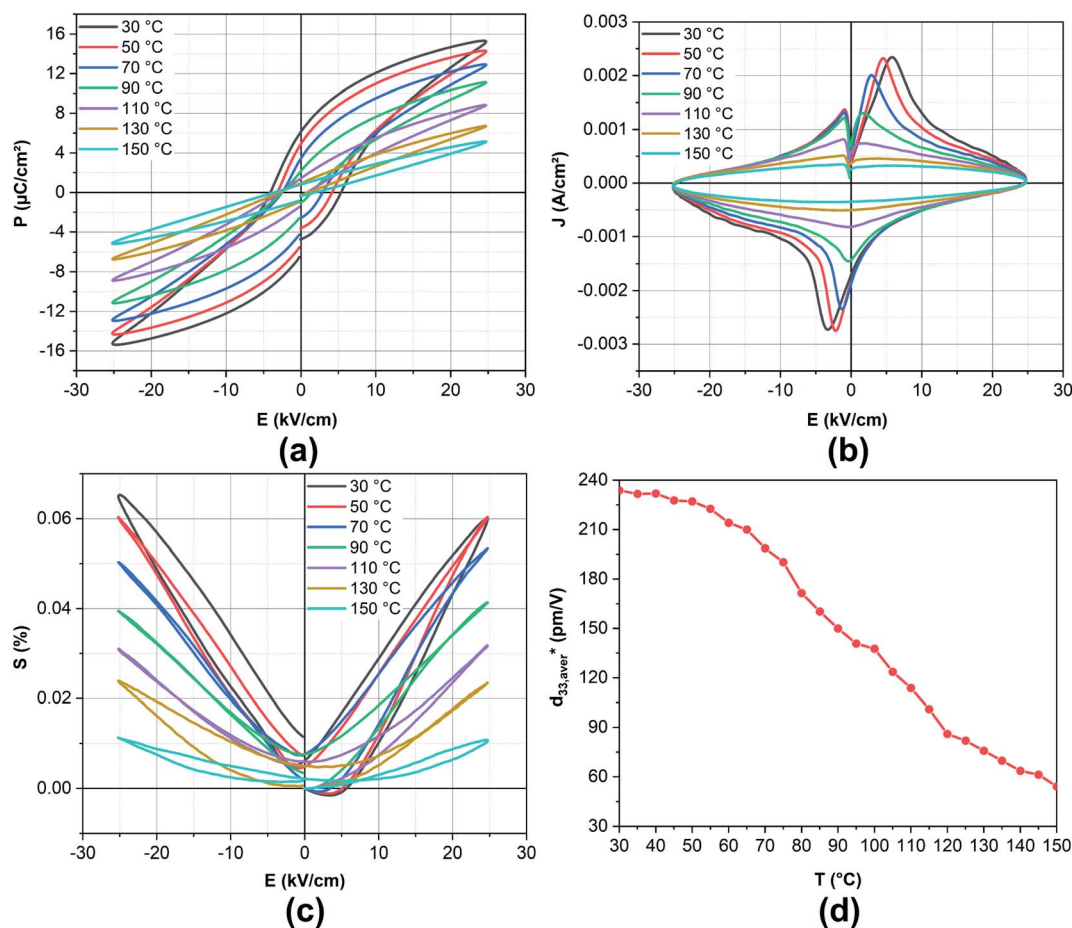 16
12
8
4
0
-4
-8
-12
-16
P (µC/cm²)
30 °C
50 °C
70 °C
90 °C
110 °C
130 °C
150 °C
-30 -20 -10 0 10 20 30
E (kV/cm)
(a)
0.003
0.002
0.001
0.000
-0.001
-0.002
-0.003
J (A/cm²)
30 °C
50 °C
70 °C
90 °C
110 °C
130 °C
150 °C
-30 -20 -10 0 10 20 30
E (kV/cm)
(b)
0.06
0.04
0.02
0.00
S (%)
30 °C
50 °C
70 °C
90 °C
110 °C
130 °C
150 °C
-30 -20 -10 0 10 20 30
E (kV/cm)
(c)
240
210
180
150
120
90
60
30
d33,aver* (pm/V)
30 40 50 60 70 80 90 100 110 120 130 140 150
T (°C)
(d)